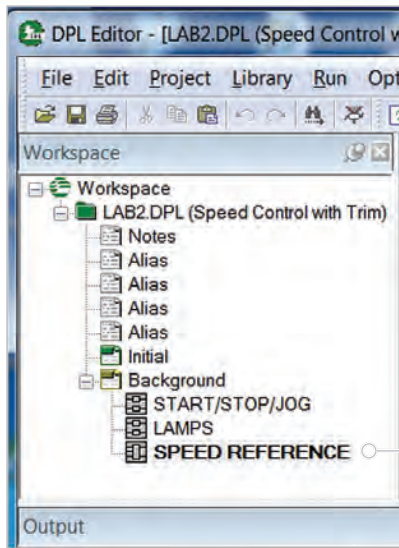 DPL Editor - [LAB2.DPL (Speed Control w
File Edit Project Library Run Opt
Workspace
Workspace
LAB2.DPL (Speed Control with Trim)
Notes
Alias
Alias
Alias
Alias
Initial
Background
START/STOP/JOG
LAMPS
SPEED REFERENCE
Output